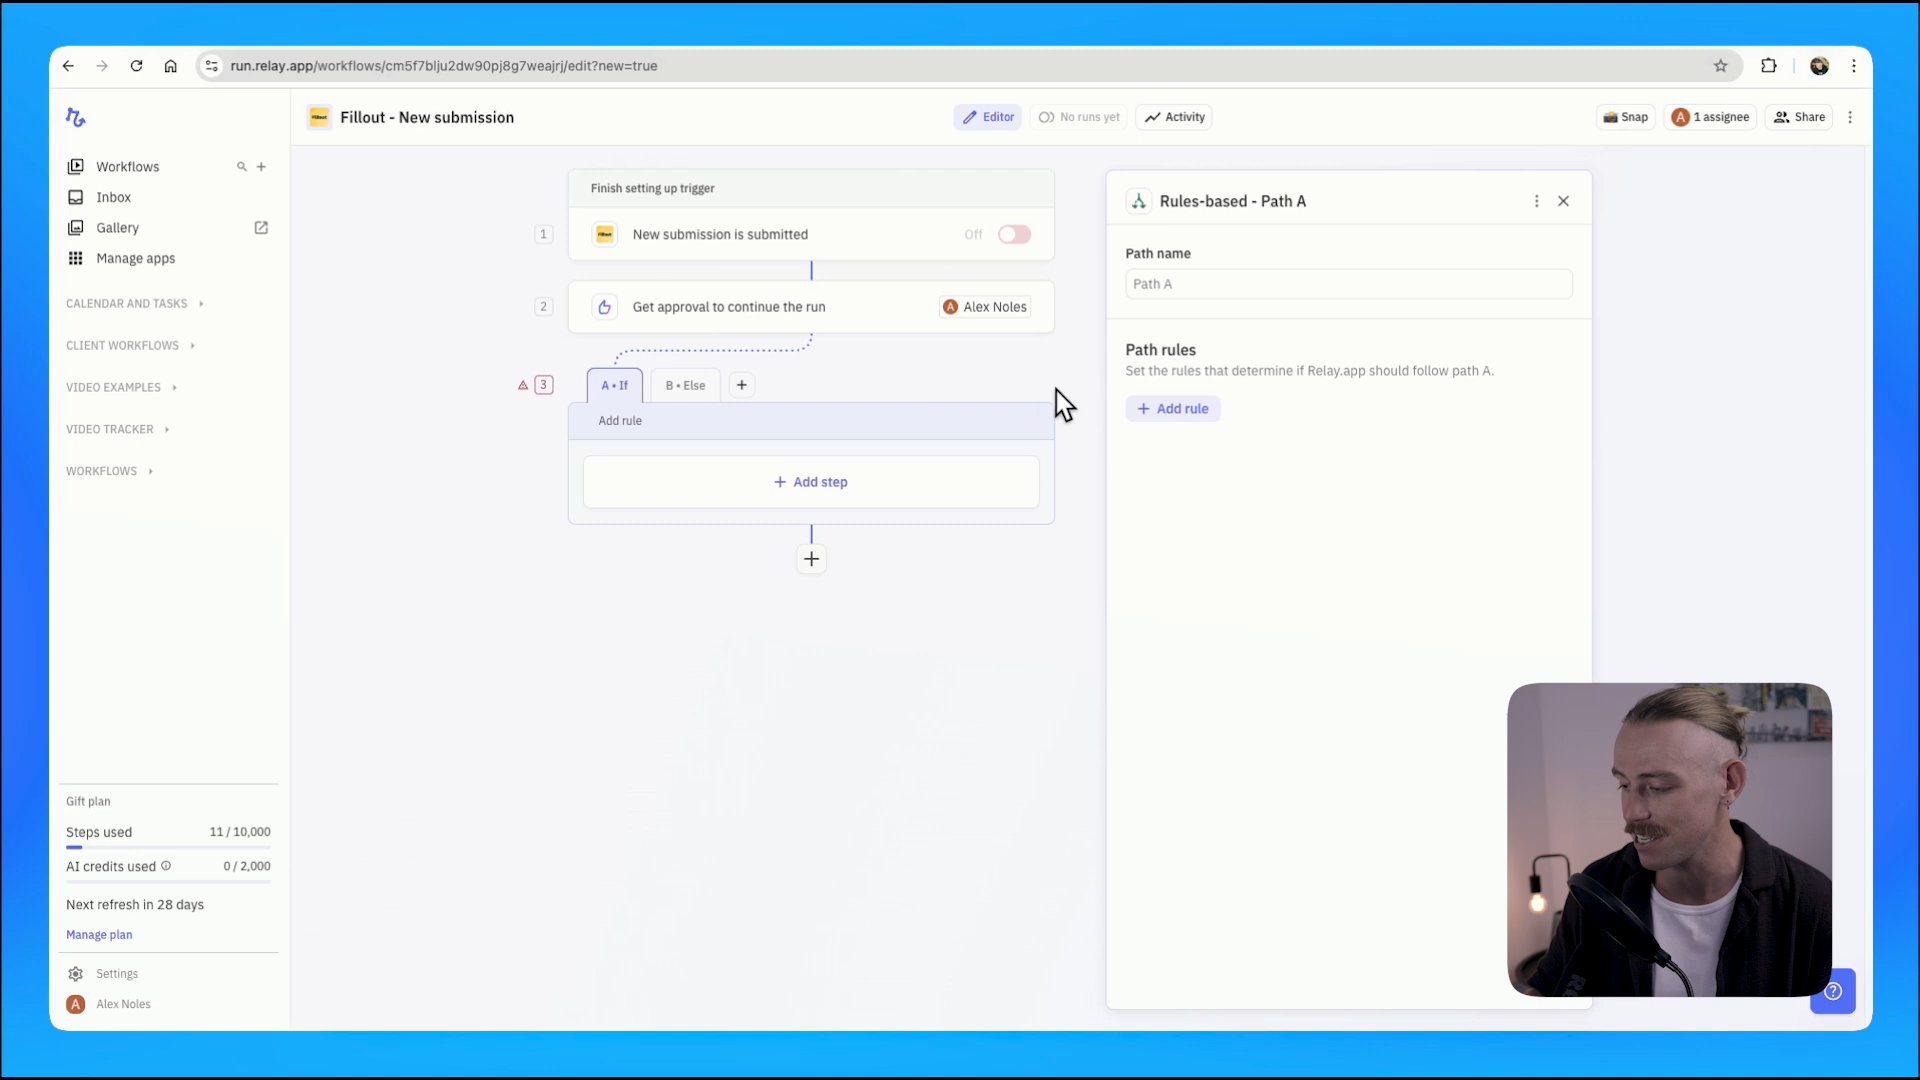 run.relay.app/workflows/cm5f7blju2dw90pj8g7weajrj/edit?new=true
Fillout - New submission
Editor
No runs yet
Activity
Snap
A 1 assignee
Share
Workflows
Inbox
Gallery
Manage apps
CALENDAR AND TASKS
CLIENT WORKFLOWS
VIDEO EXAMPLES
VIDEO TRACKER
WORKFLOWS
Gift plan
Steps used 11 / 10,000
AI credits used 0 / 2,000
Next refresh in 28 days
Manage plan
Settings
A Alex Noles
Finish setting up trigger
1 New submission is submitted Off
2 Get approval to continue the run A Alex Noles
3 A • If B • Else +
Add rule
+ Add step
+
Rules-based - Path A
Path name
Path A
Path rules
Set the rules that determine if Relay.app should follow path A.
+ Add rule
?